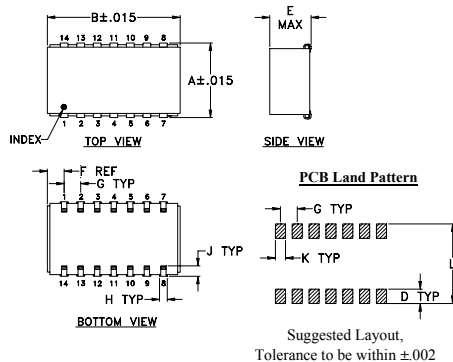 B±.015
E
MAX
14 13 12 11 10 9 8
A±.015
INDEX
1 2 3 4 5 6 7
TOP VIEW
SIDE VIEW
F REF
G TYP
1 2 3 4 5 6 7
J TYP
14 13 12 11 10 9 8
H TYP
BOTTOM VIEW
PCB Land Pattern
G TYP
K TYP
L
D TYP
Suggested Layout,
Tolerance to be within ±.002